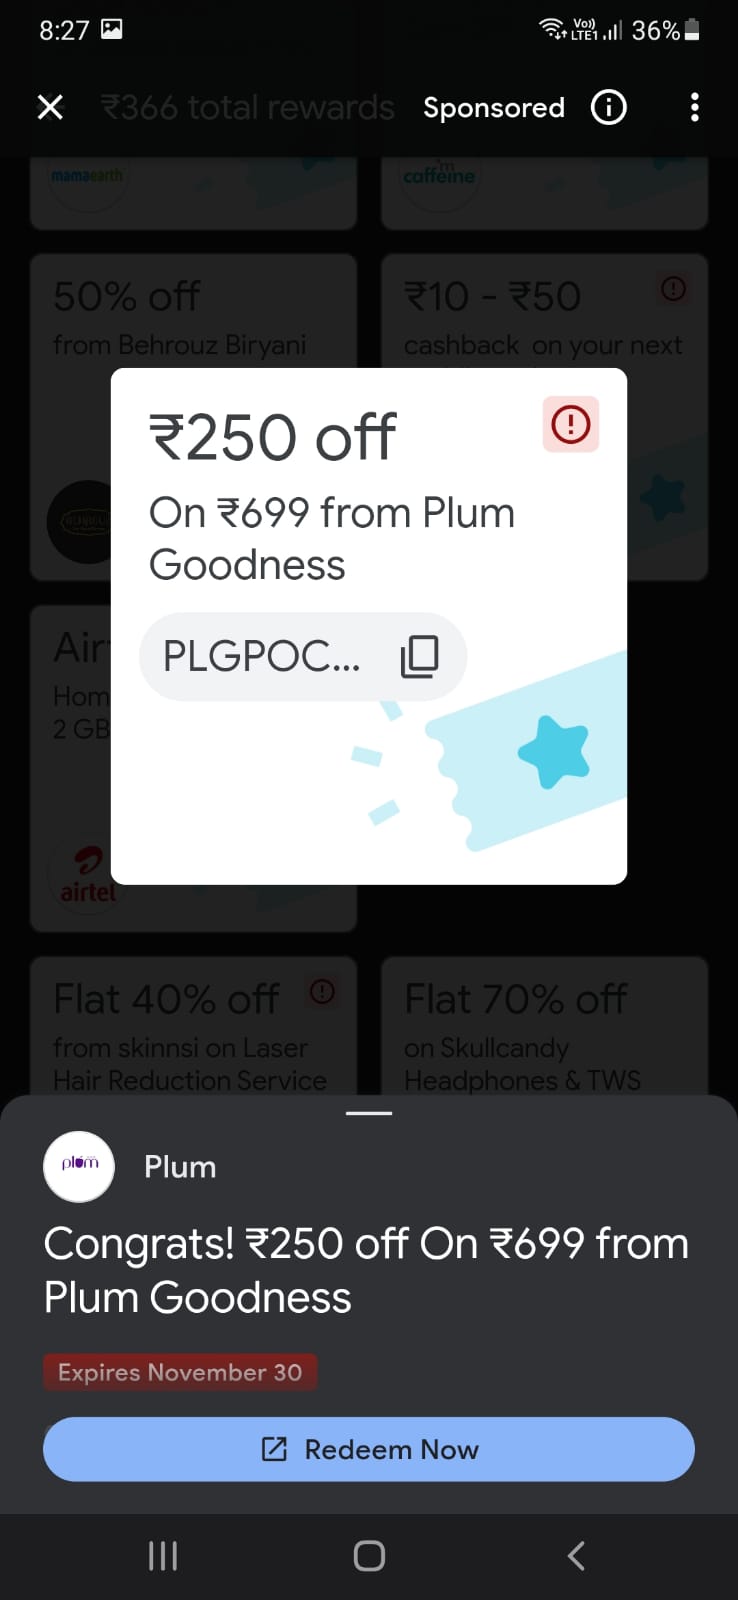 8:27
Vo))
LTE1
36%
₹366 total rewards
Sponsored
mamaearth
caffeine
50% off
from Behrouz Biryani
₹10 - ₹50
cashback on your next
₹250 off
On ₹699 from Plum
Goodness
PLGPOC...
Hom
2 GB
airtel
Flat 40% off
from skinnsi on Laser
Hair Reduction Service
Flat 70% off
on Skullcandy
Headphones & TWS
plum
Plum
Congrats! ₹250 off On ₹699 from
Plum Goodness
Expires November 30
Redeem Now